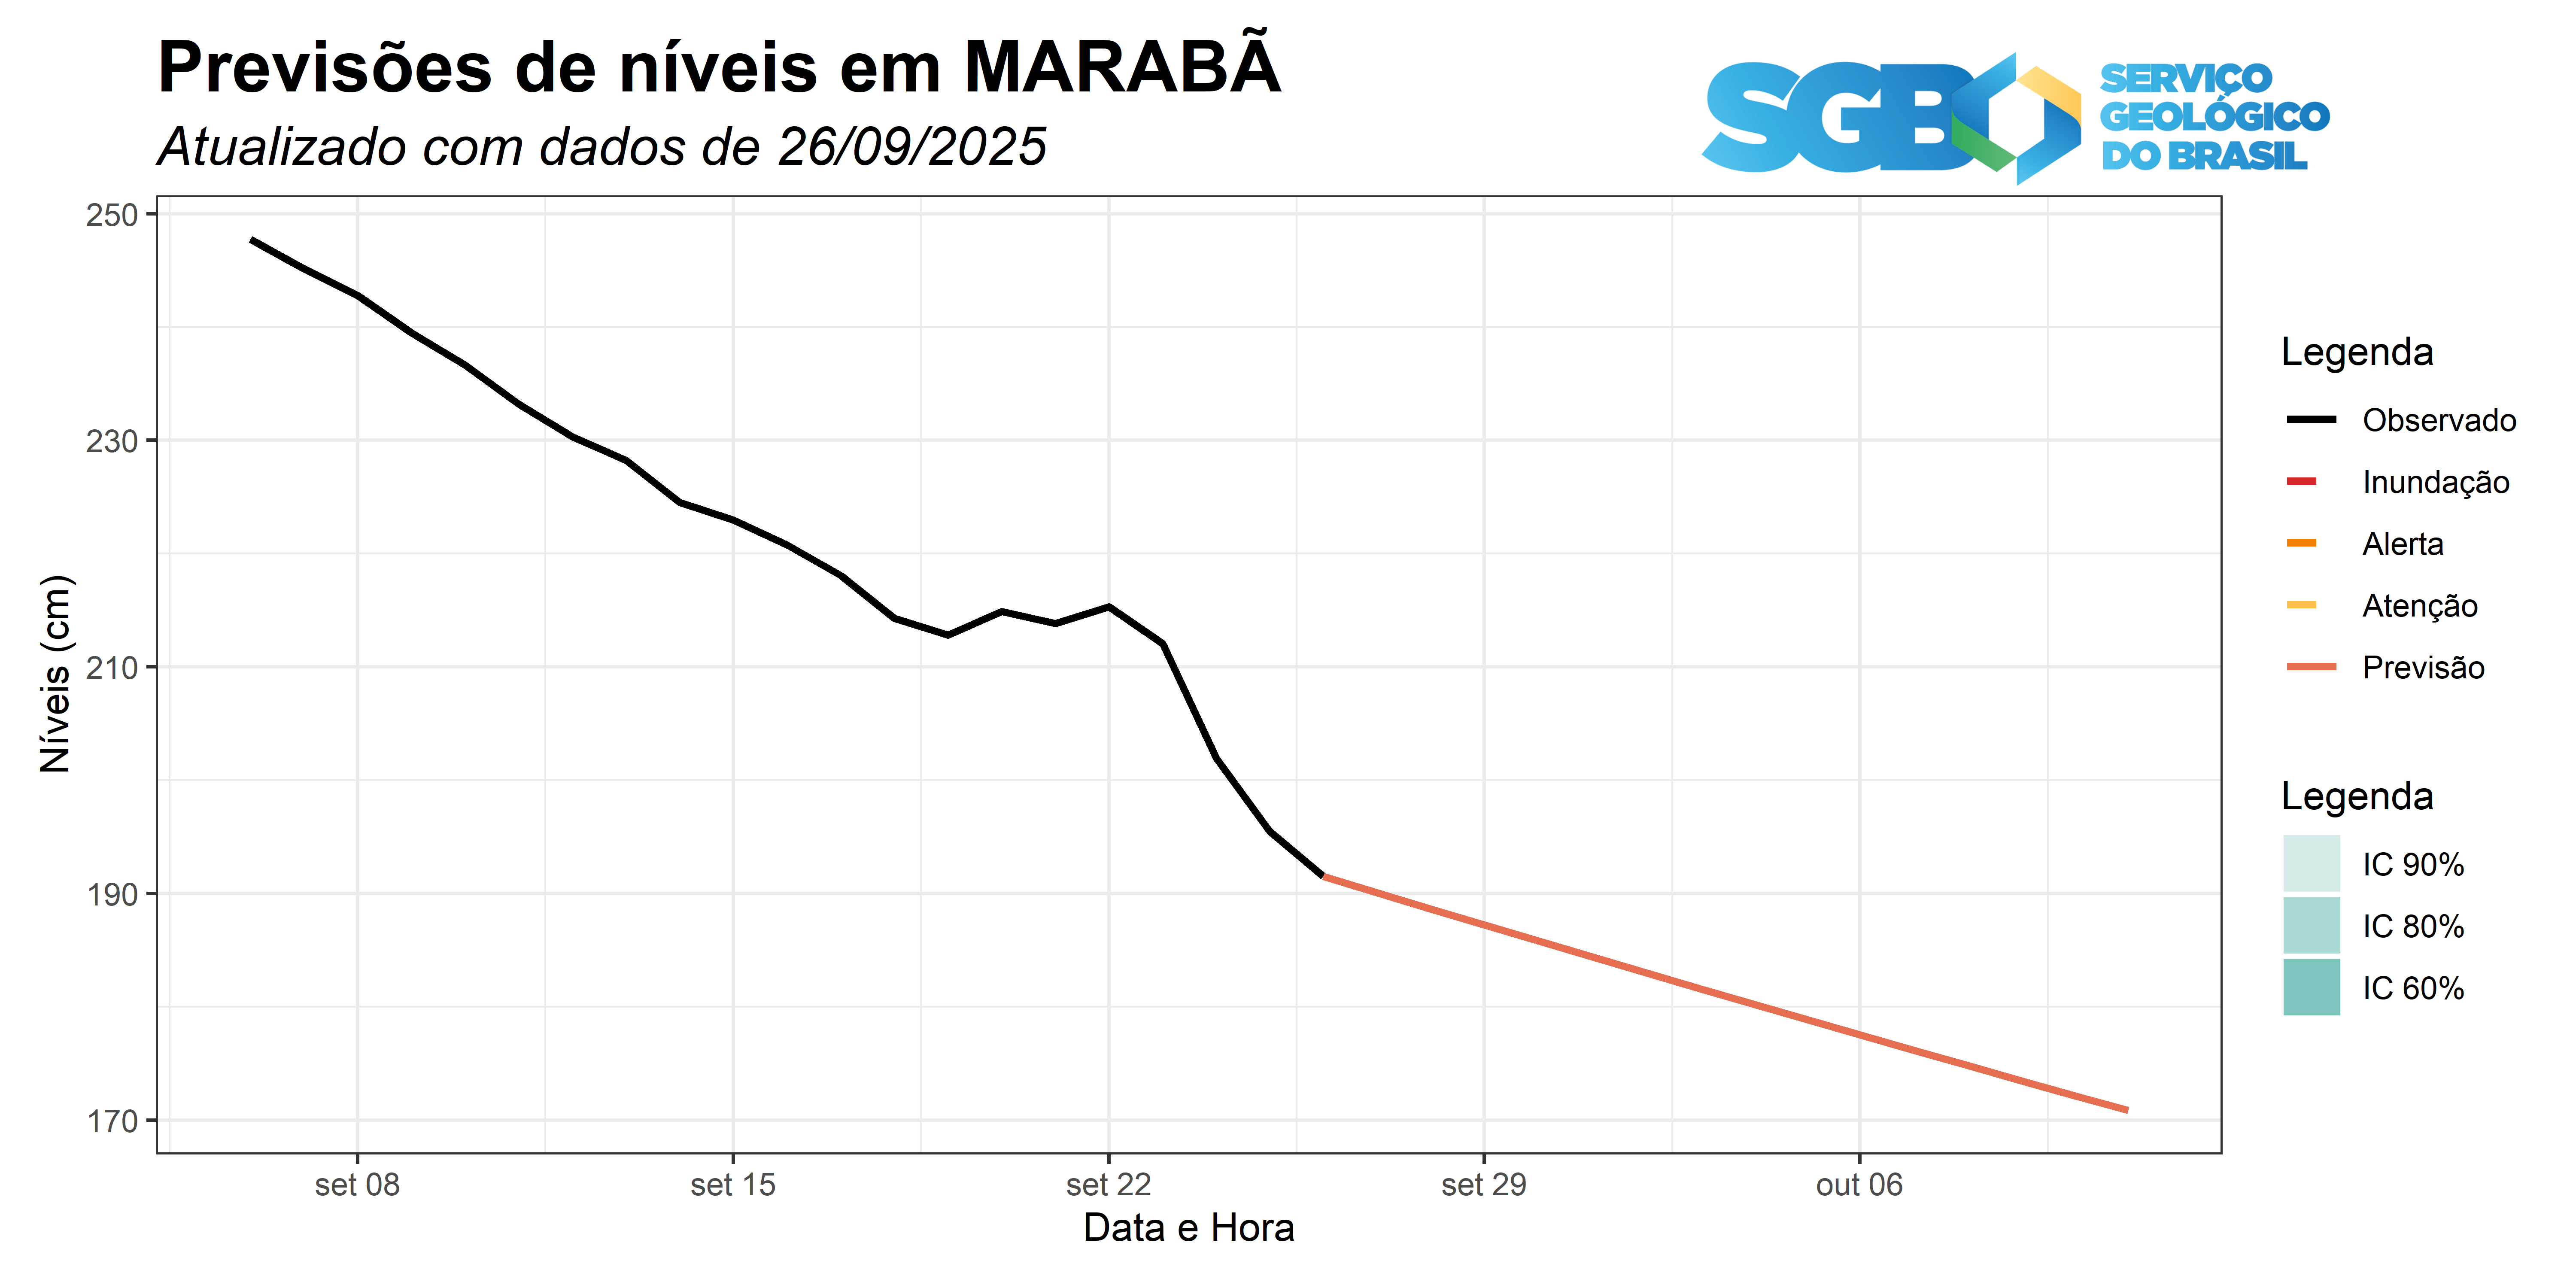 Previsões de níveis em MARABÃ
Atualizado com dados de 26/09/2025
SGB
SERVIÇO
GEOLÓGICO
DO BRASIL
250
230
210
190
170
Níveis (cm)
set 08
set 15
set 22
set 29
out 06
Data e Hora
Legenda
Observado
Inundação
Alerta
Atenção
Previsão
Legenda
IC 90%
IC 80%
IC 60%